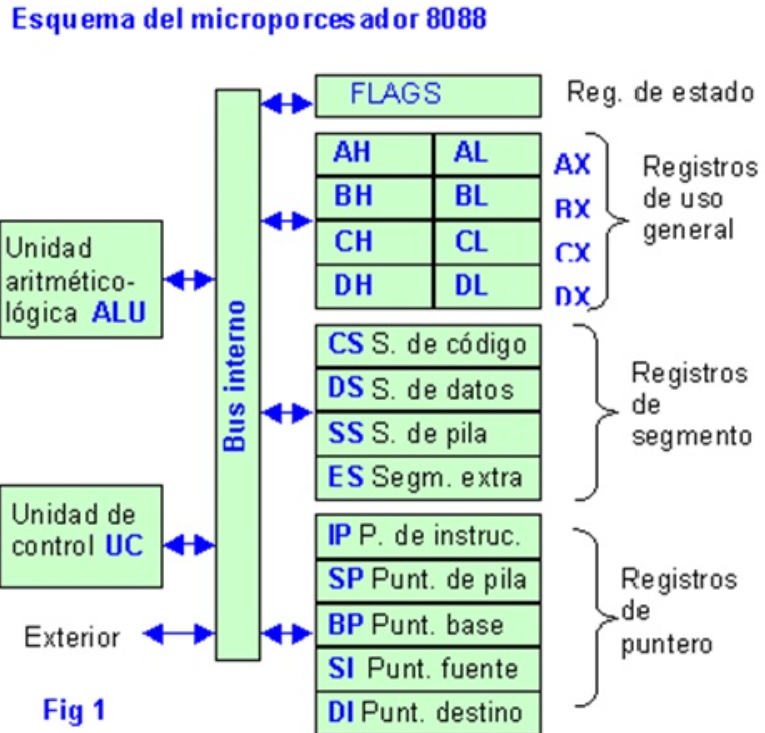 Esquema del microporcesador 8088
FLAGS
Reg. de estado
AH AL AX
BH BL BX
CH CL CX
DH DL DX
Registros
de uso
general
Unidad
aritmético-
lógica ALU
Bus interno
CS S. de código
DS S. de datos
SS S. de pila
ES Segm. extra
Registros
de
segmento
Unidad de
control UC
Exterior
IP P. de instruc.
SP Punt. de pila
BP Punt. base
SI Punt. fuente
DI Punt. destino
Registros
de
puntero
Fig 1